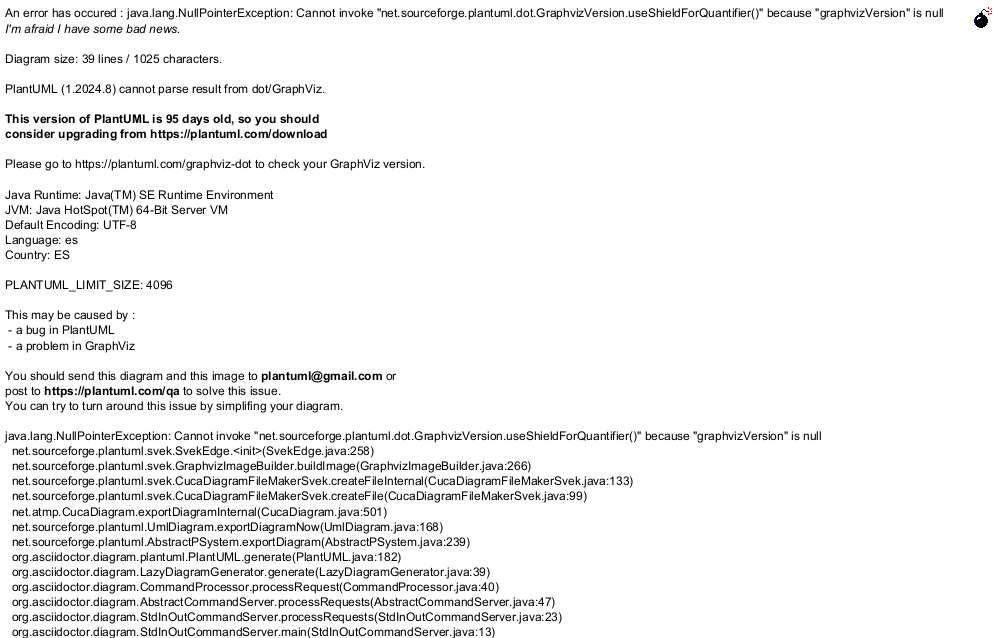 An error has occured : java.lang.NullPointerException: Cannot invoke "net.sourceforge.plantuml.dot.GraphvizVersion.useShieldForQuantifier()" because "graphvizVersion" is null
I'm afraid I have some bad news.
Diagram size: 39 lines / 1025 characters.
PlantUML (1.2024.8) cannot parse result from dot/GraphViz.
This version of PlantUML is 95 days old, so you should
consider upgrading from https://plantuml.com/download
Please go to https://plantuml.com/graphviz-dot to check your GraphViz version.
Java Runtime: Java(TM) SE Runtime Environment
JVM: Java HotSpot(TM) 64-Bit Server VM
Default Encoding: UTF-8
Language: es
Country: ES
PLANTUML_LIMIT_SIZE: 4096
This may be caused by :
- a bug in PlantUML
- a problem in GraphViz
You should send this diagram and this image to plantuml@gmail.com or
post to https://plantuml.com/qa to solve this issue.
You can try to turn around this issue by simplifing your diagram.
java.lang.NullPointerException: Cannot invoke "net.sourceforge.plantuml.dot.GraphvizVersion.useShieldForQuantifier()" because "graphvizVersion" is null
net.sourceforge.plantuml.svek.SvekEdge.<init>(SvekEdge.java:258)
net.sourceforge.plantuml.svek.GraphvizImageBuilder.buildImage(GraphvizImageBuilder.java:266)
net.sourceforge.plantuml.svek.CucaDiagramFileMakerSvek.createFileInternal(CucaDiagramFileMakerSvek.java:133)
net.sourceforge.plantuml.svek.CucaDiagramFileMakerSvek.createFile(CucaDiagramFileMakerSvek.java:99)
net.atmp.CucaDiagram.exportDiagramInternal(CucaDiagram.java:501)
net.sourceforge.plantuml.UmlDiagram.exportDiagramNow(UmlDiagram.java:168)
net.sourceforge.plantuml.AbstractPSystem.exportDiagram(AbstractPSystem.java:239)
org.asciidoctor.diagram.plantuml.PlantUML.generate(PlantUML.java:182)
org.asciidoctor.diagram.LazyDiagramGenerator.generate(LazyDiagramGenerator.java:39)
org.asciidoctor.diagram.CommandProcessor.processRequest(CommandProcessor.java:40)
org.asciidoctor.diagram.AbstractCommandServer.processRequests(AbstractCommandServer.java:47)
org.asciidoctor.diagram.StdInOutCommandServer.processRequests(StdInOutCommandServer.java:23)
org.asciidoctor.diagram.StdInOutCommandServer.main(StdInOutCommandServer.java:13)